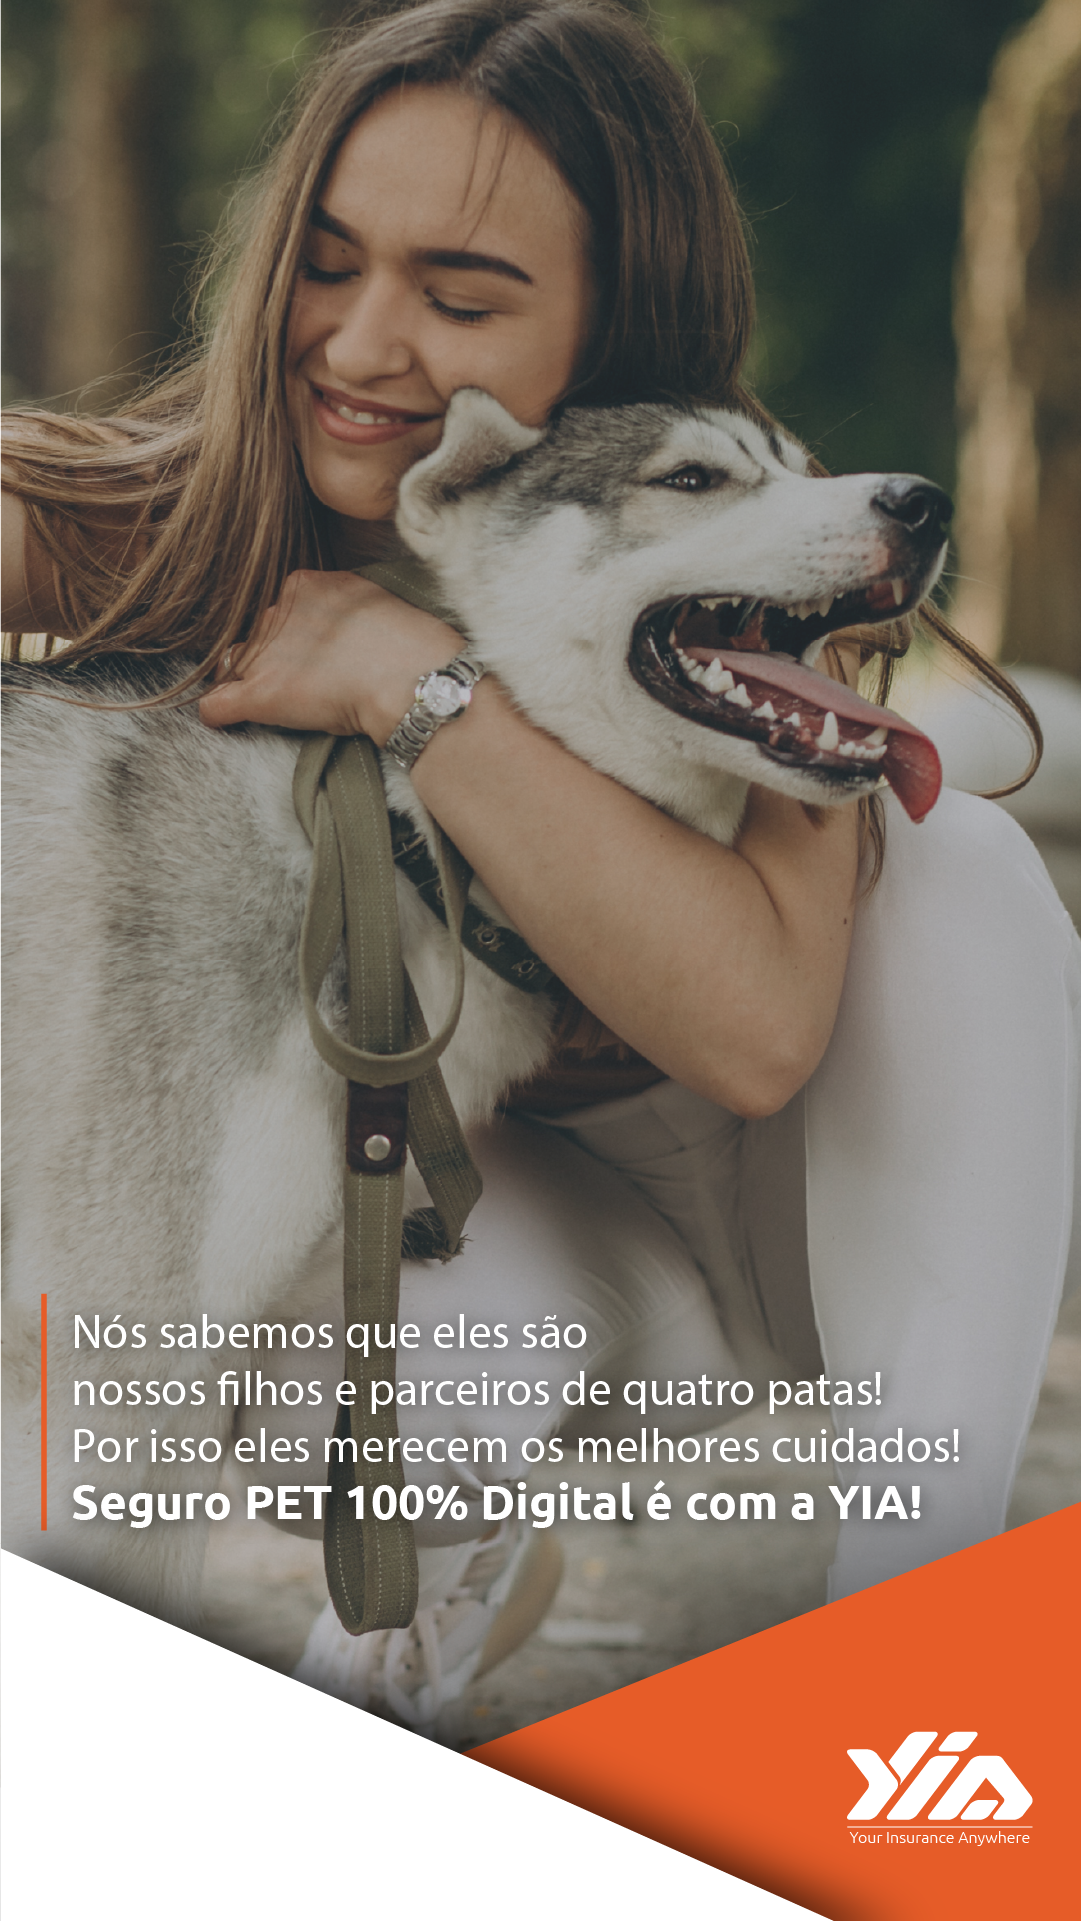 Nós sabemos que eles são
nossos filhos e parceiros de quatro patas!
Por isso eles merecem os melhores cuidados!
Seguro PET 100% Digital é com a YIA!
YIA
Your Insurance Anywhere